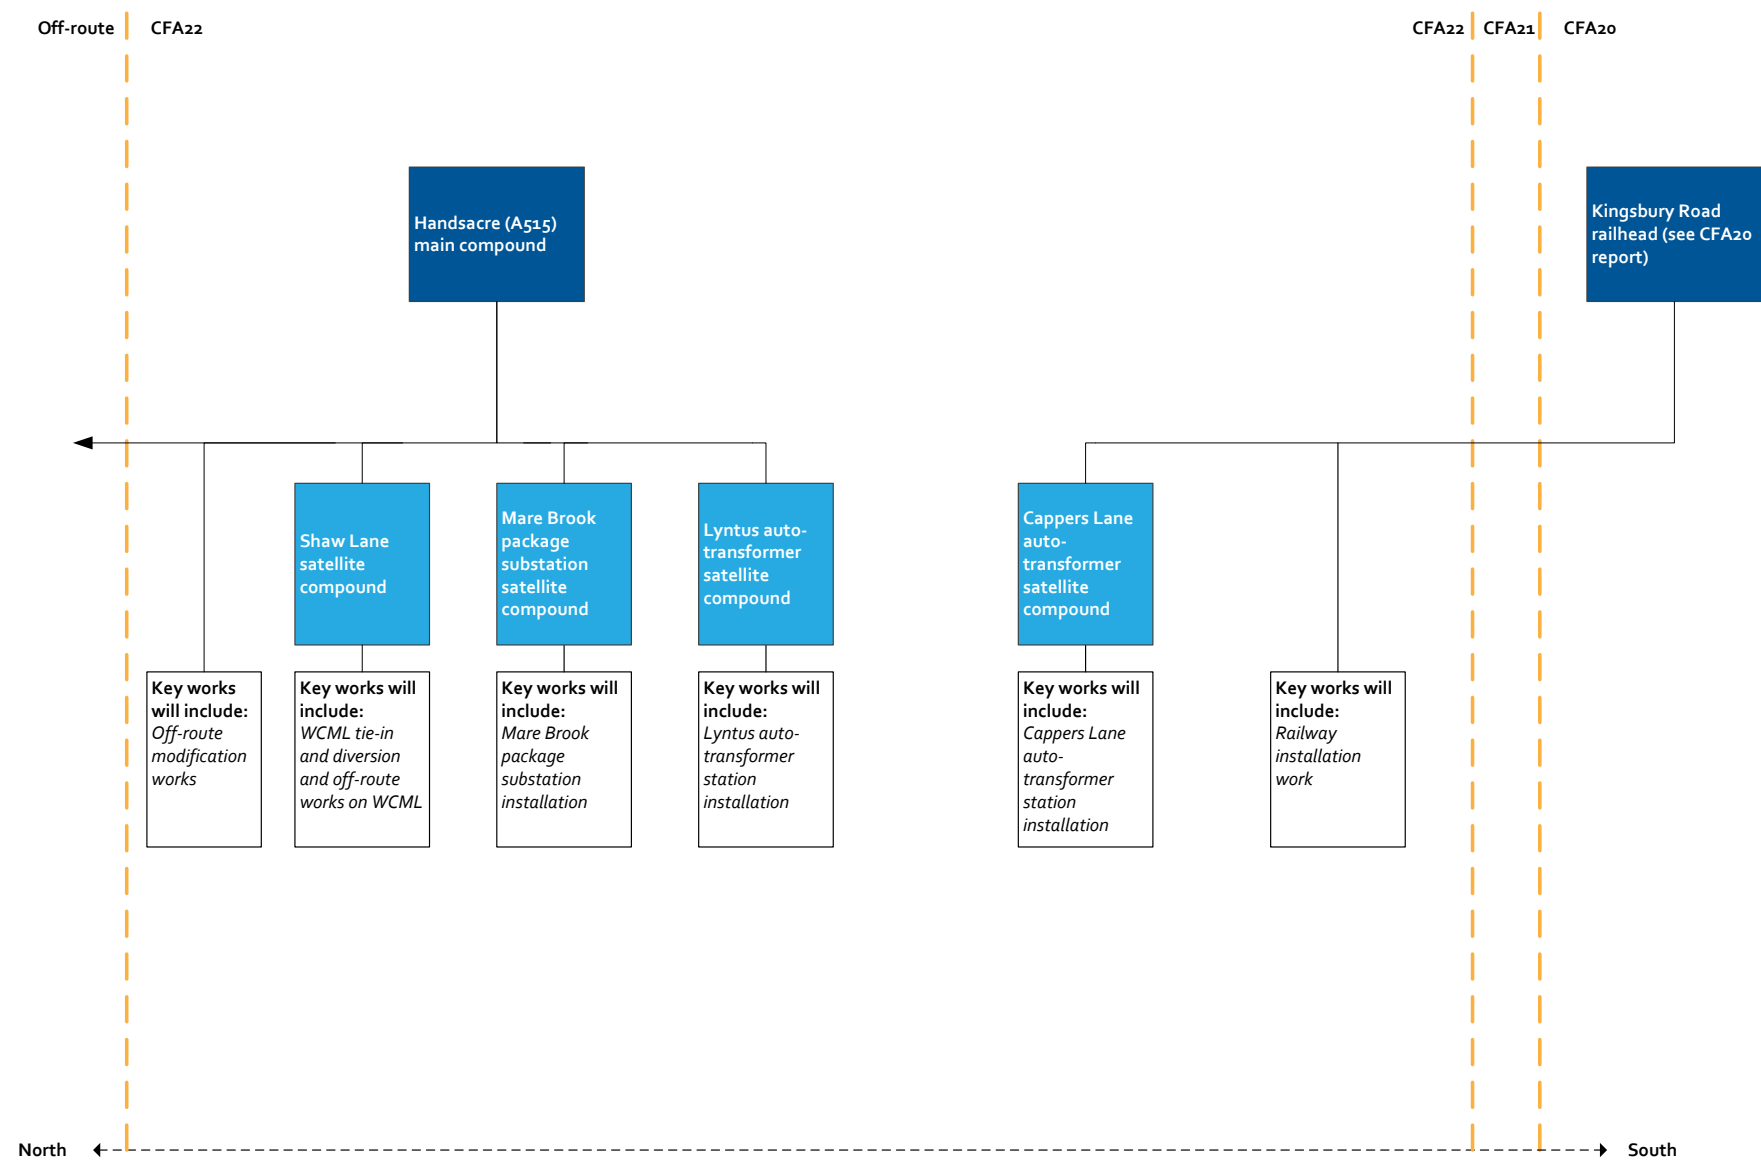 Off-route
CFA22
CFA22
CFA21
CFA20
Handsacre (A515)
main compound
Kingsbury Road
railhead (see CFA20
report)
Shaw Lane
satellite
compound
Mare Brook
package
substation
satellite
compound
Lyntus auto-
transformer
satellite
compound
Cappers Lane
auto-
transformer
satellite
compound
Key works
will include:
Off-route
modification
works
Key works will
include:
WCML tie-in
and diversion
and off-route
works on WCML
Key works will
include:
Mare Brook
package
substation
installation
Key works will
include:
Lyntus auto-
transformer
station
installation
Key works will
include:
Cappers Lane
auto-
transformer
station
installation
Key works will
include:
Railway
installation
work
North
South